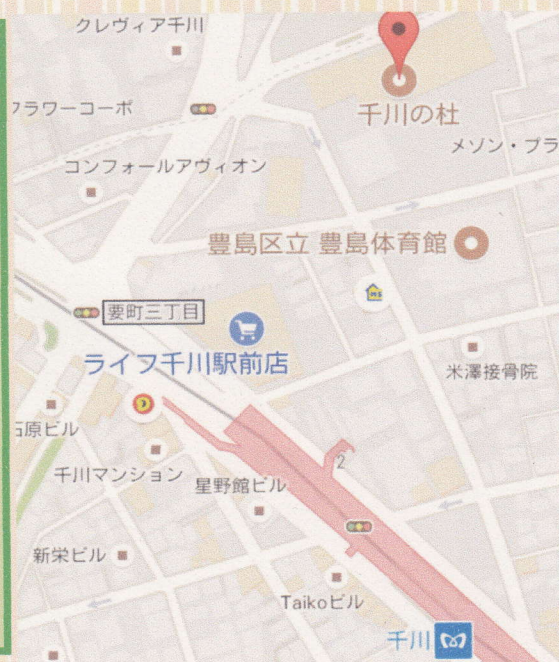 クレヴィア千川
フラワーコーポ
千川の杜
メゾン・プラ
コンフォールアヴィオン
豊島区立 豊島体育館
要町三丁目
ライフ千川駅前店
米澤接骨院
石原ビル
千川マンション
星野館ビル
2
新栄ビル
Taikoビル
千川